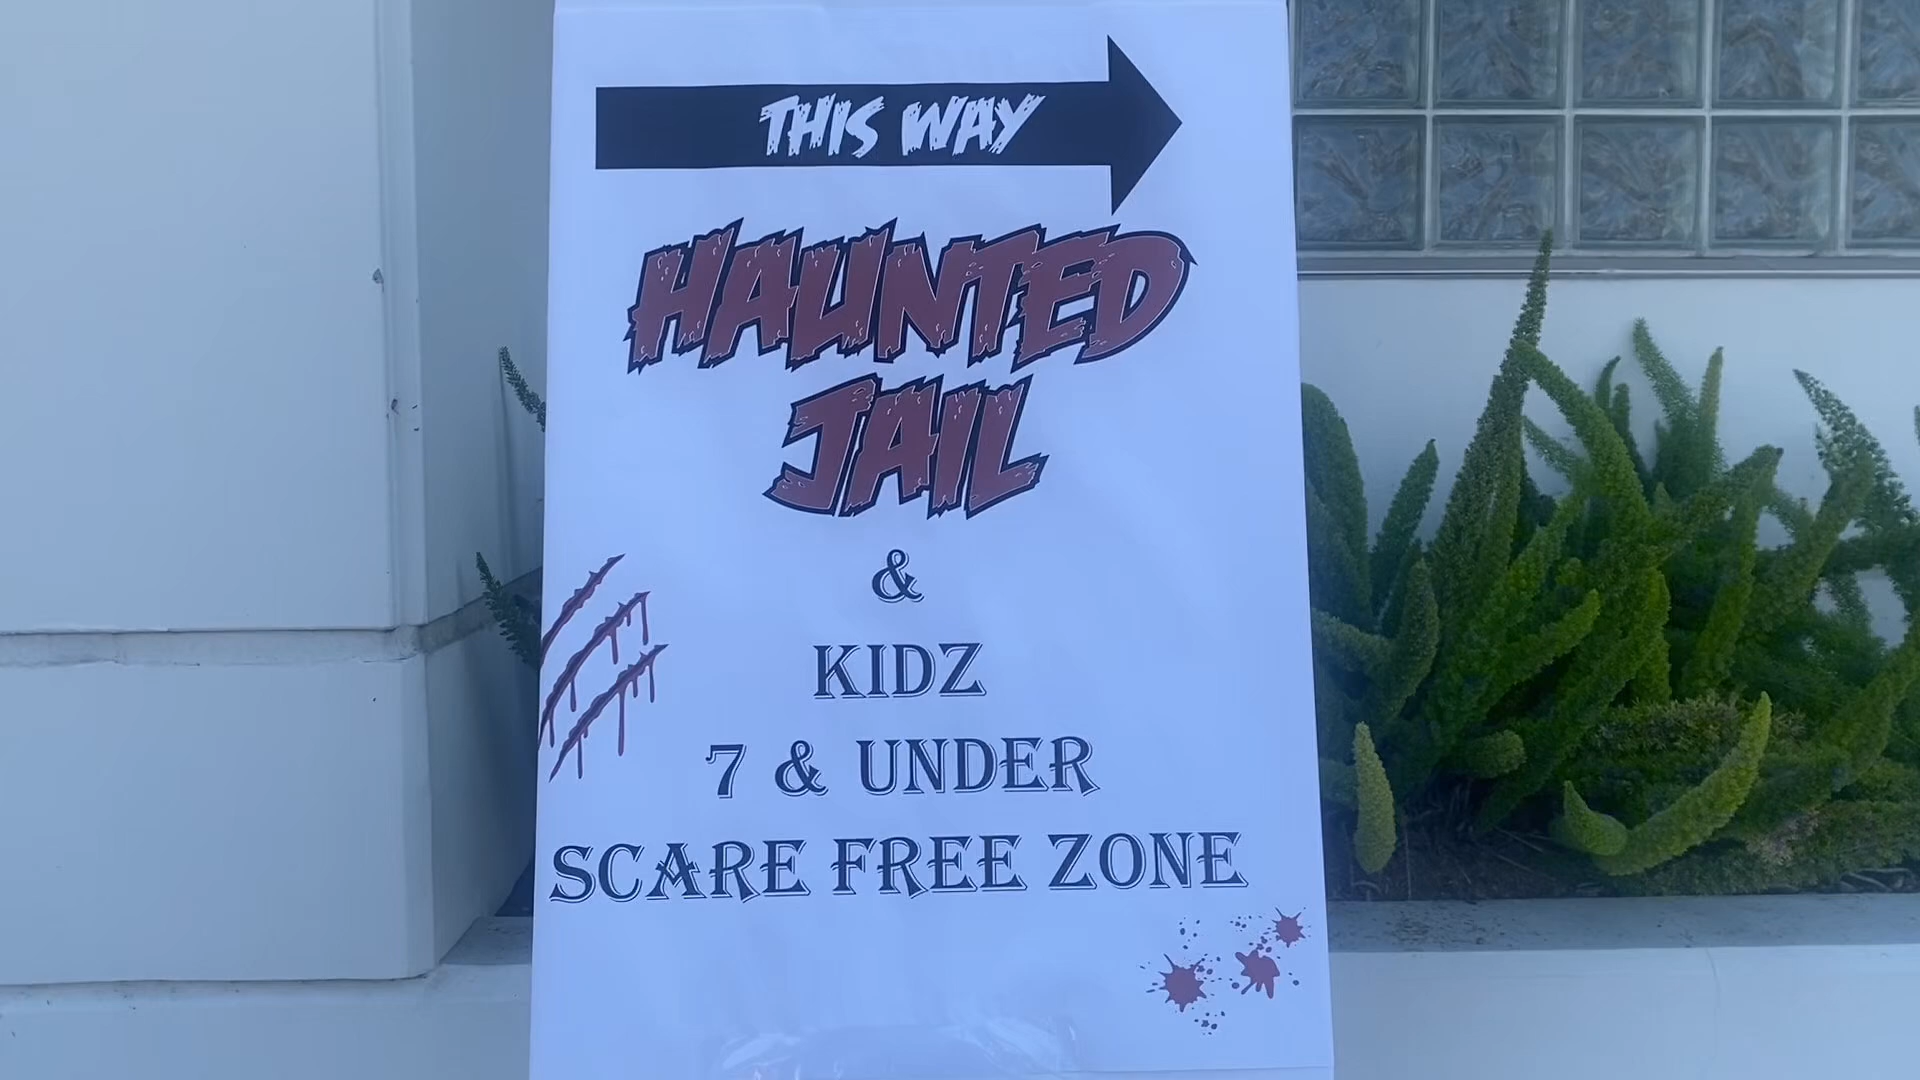 THIS WAY
HAUNTED
JAIL
&
KIDZ
7 & UNDER
SCARE FREE ZONE